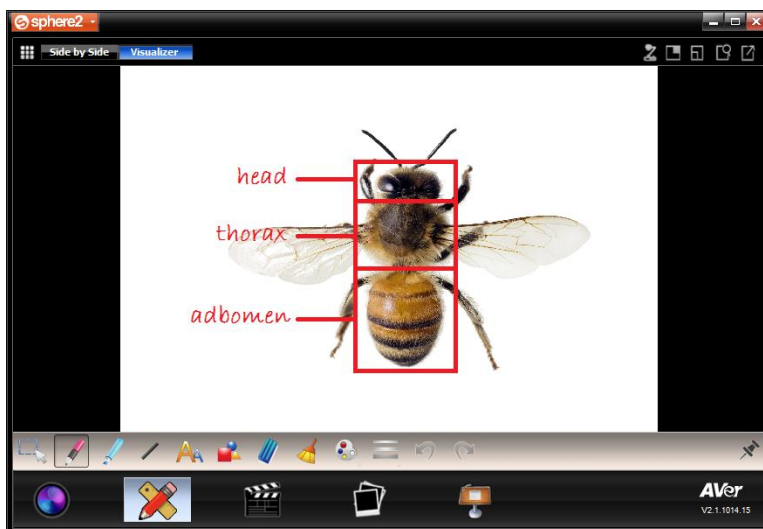 sphere2
Side by Side Visualizer
head
thorax
adbomen
AVer
V2.1.1014.15